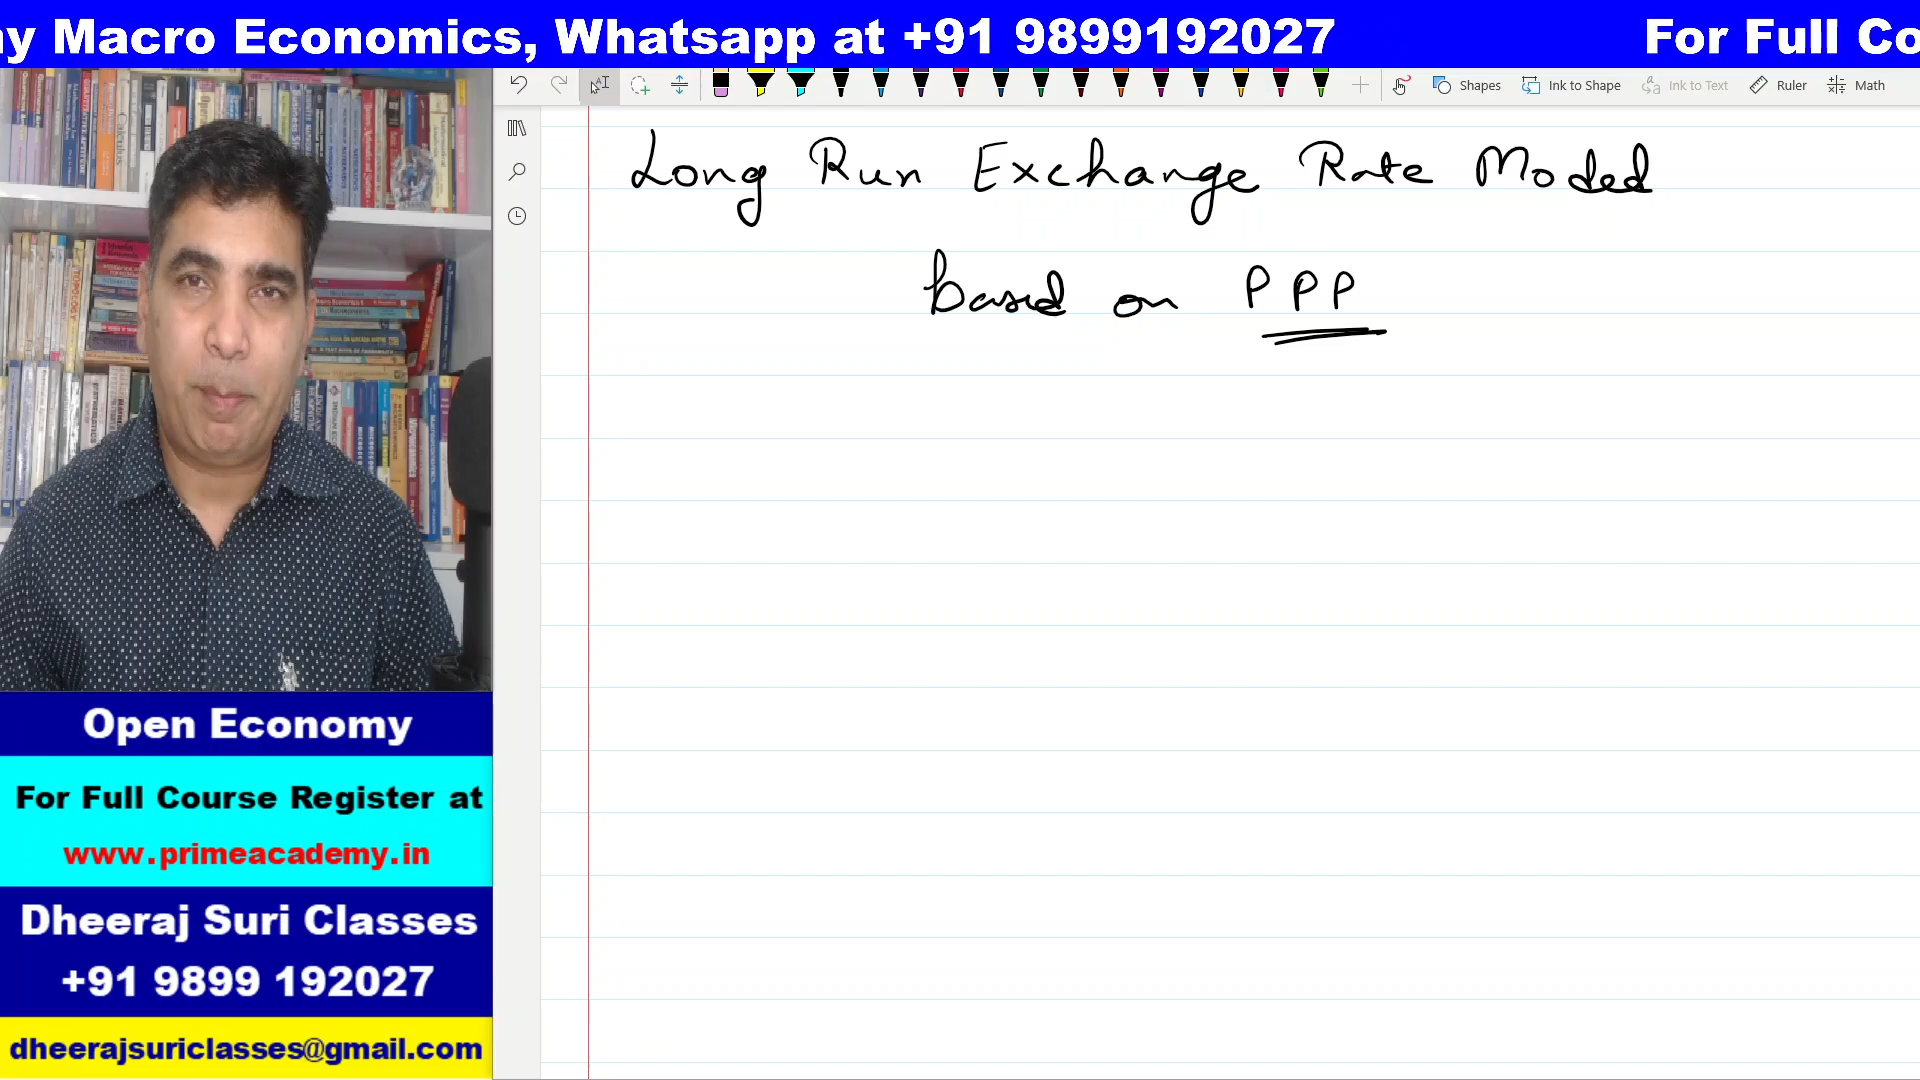 ny Macro Economics, Whatsapp at +91 9899192027 For Full Co
Shapes Ink to Shape Ink to Text Ruler Math
Long Run Exchange Rate Moded
based on PPP
Open Economy
For Full Course Register at
www.primeacademy.in
Dheeraj Suri Classes
+91 9899 192027
dheerajsuriclasses@gmail.com